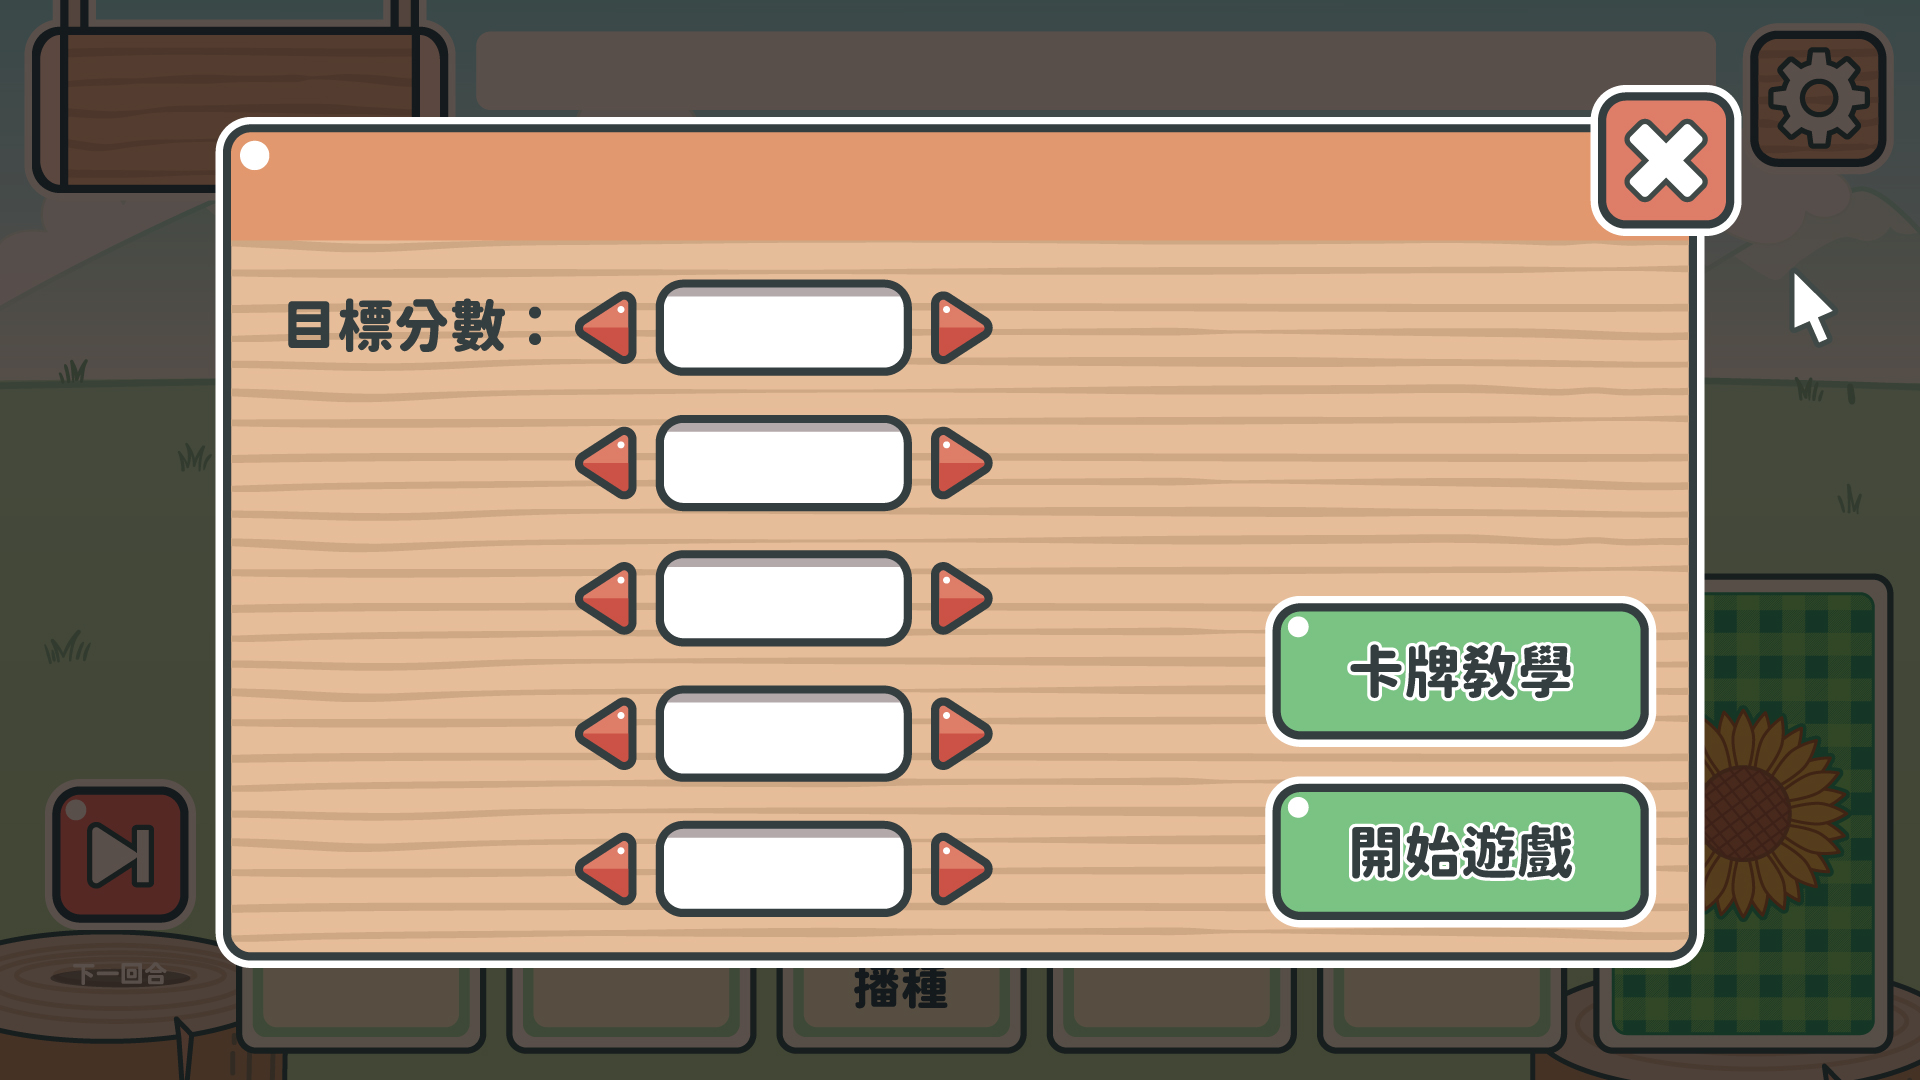 目標分數：
卡牌教學
開始遊戲
下一回合
播種